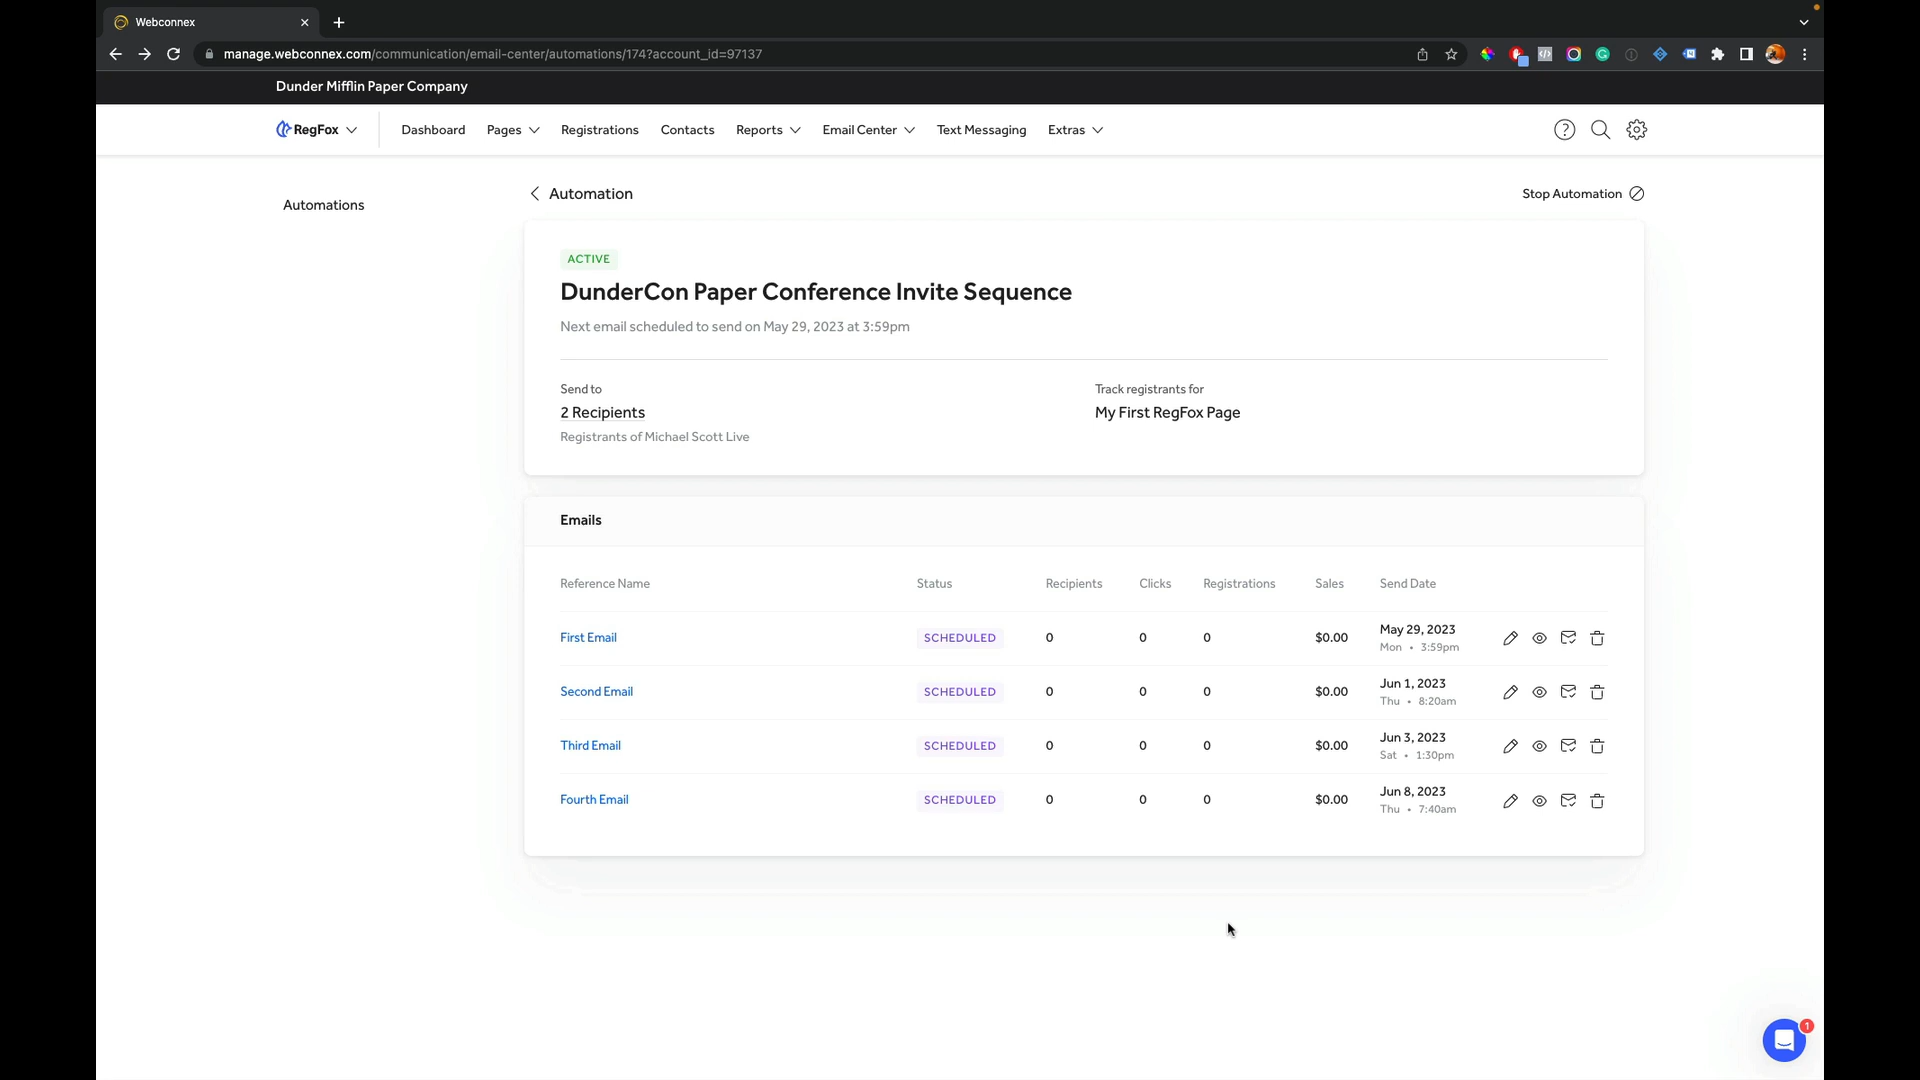 Webconnex
manage.webconnex.com/communication/email-center/automations/174?account_id=97137
Dunder Mifflin Paper Company
RegFox Dashboard Pages Registrations Contacts Reports Email Center Text Messaging Extras
Automations
Automation
Stop Automation
ACTIVE
DunderCon Paper Conference Invite Sequence
Next email scheduled to send on May 29, 2023 at 3:59pm
Send to
2 Recipients
Registrants of Michael Scott Live
Track registrants for
My First RegFox Page
Emails
Reference Name Status Recipients Clicks Registrations Sales Send Date
First Email SCHEDULED 0 0 0 $0.00 May 29, 2023
Mon • 3:59pm
Second Email SCHEDULED 0 0 0 $0.00 Jun 1, 2023
Thu • 8:20am
Third Email SCHEDULED 0 0 0 $0.00 Jun 3, 2023
Sat • 1:30pm
Fourth Email SCHEDULED 0 0 0 $0.00 Jun 8, 2023
Thu • 7:40am
1